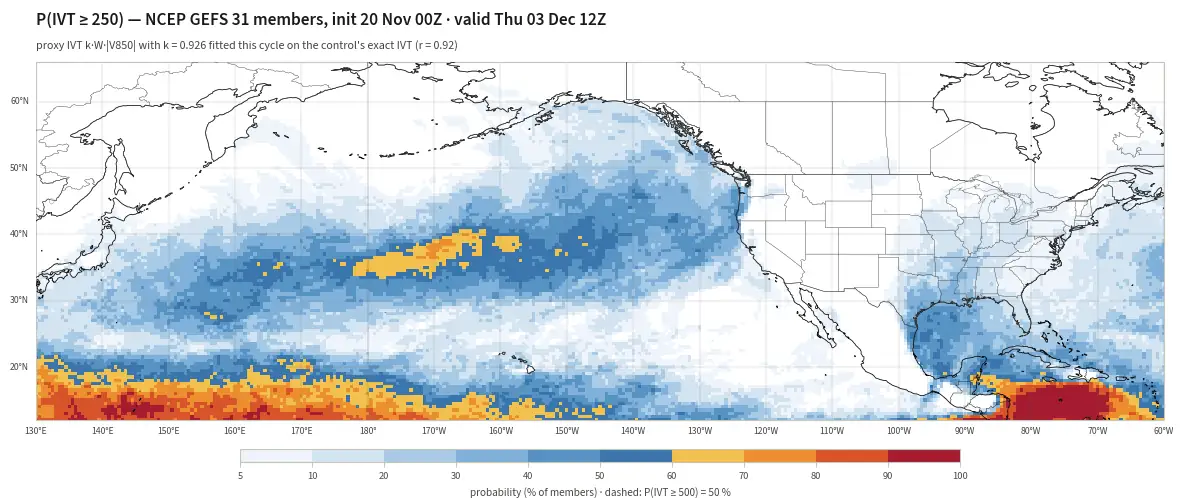 P(IVT ≥ 250) — NCEP GEFS 31 members, init 20 Nov 00Z · valid Thu 03 Dec 12Z
proxy IVT k·W·|V850| with k = 0.926 fitted this cycle on the control's exact IVT (r = 0.92)
60°N
50°N
40°N
30°N
20°N
130°E 140°E 150°E 160°E 170°E 180° 170°W 160°W 150°W 140°W 130°W 120°W 110°W 100°W 90°W 80°W 70°W 60°W
5 10 20 30 40 50 60 70 80 90 100
probability (% of members) · dashed: P(IVT ≥ 500) = 50 %